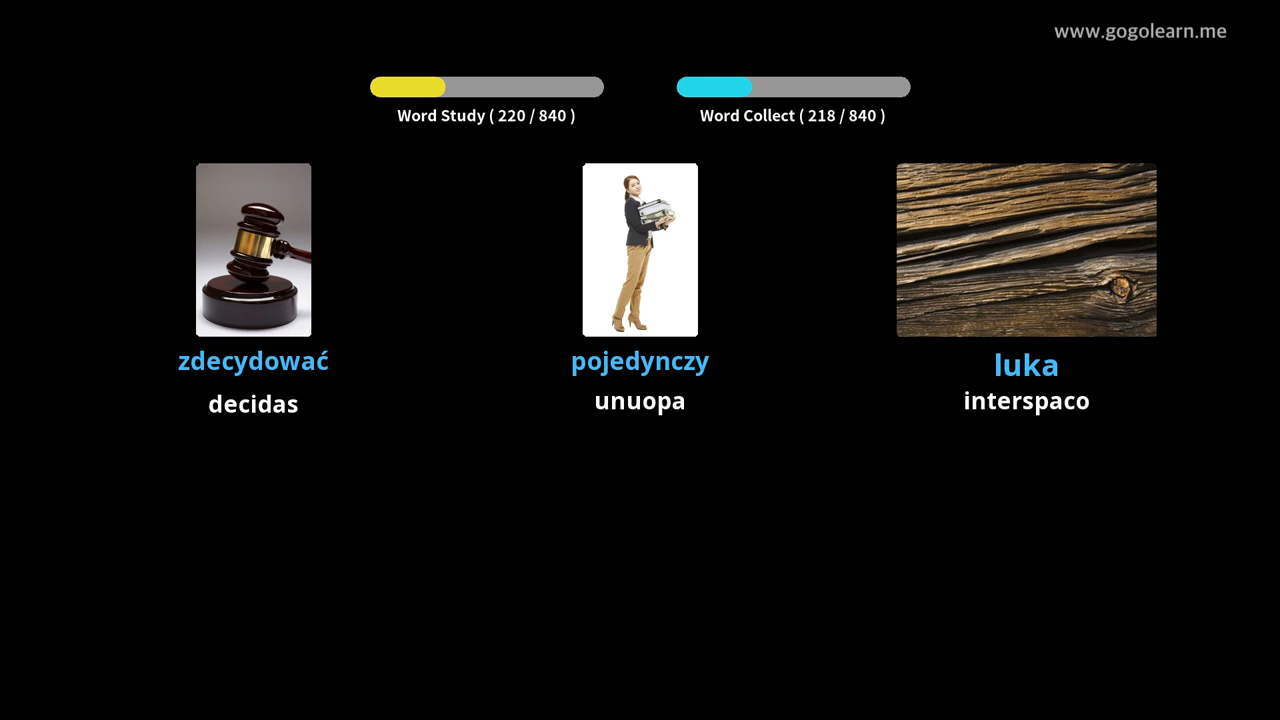 www.gogolearn.me
Word Study ( 220 / 840 )
Word Collect ( 218 / 840 )
zdecydować
decidas
pojedynczy
unuopa
luka
interspaco